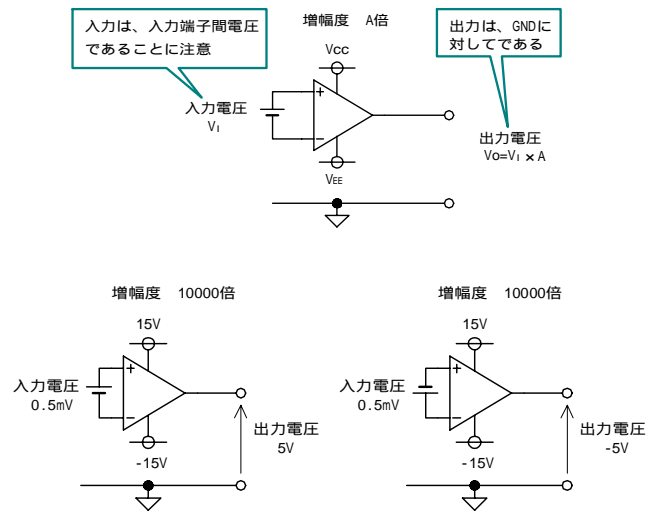 入力は、入力端子間電圧
であることに注意
増幅度 A倍
出力は、GNDに
対してである
Vcc
+
入力電圧
VI
−
出力電圧
Vo=VI×A
VEE
増幅度 10000倍
15V
+
入力電圧
0.5mV
−
出力電圧
5V
-15V
増幅度 10000倍
15V
+
入力電圧
0.5mV
−
出力電圧
-5V
-15V